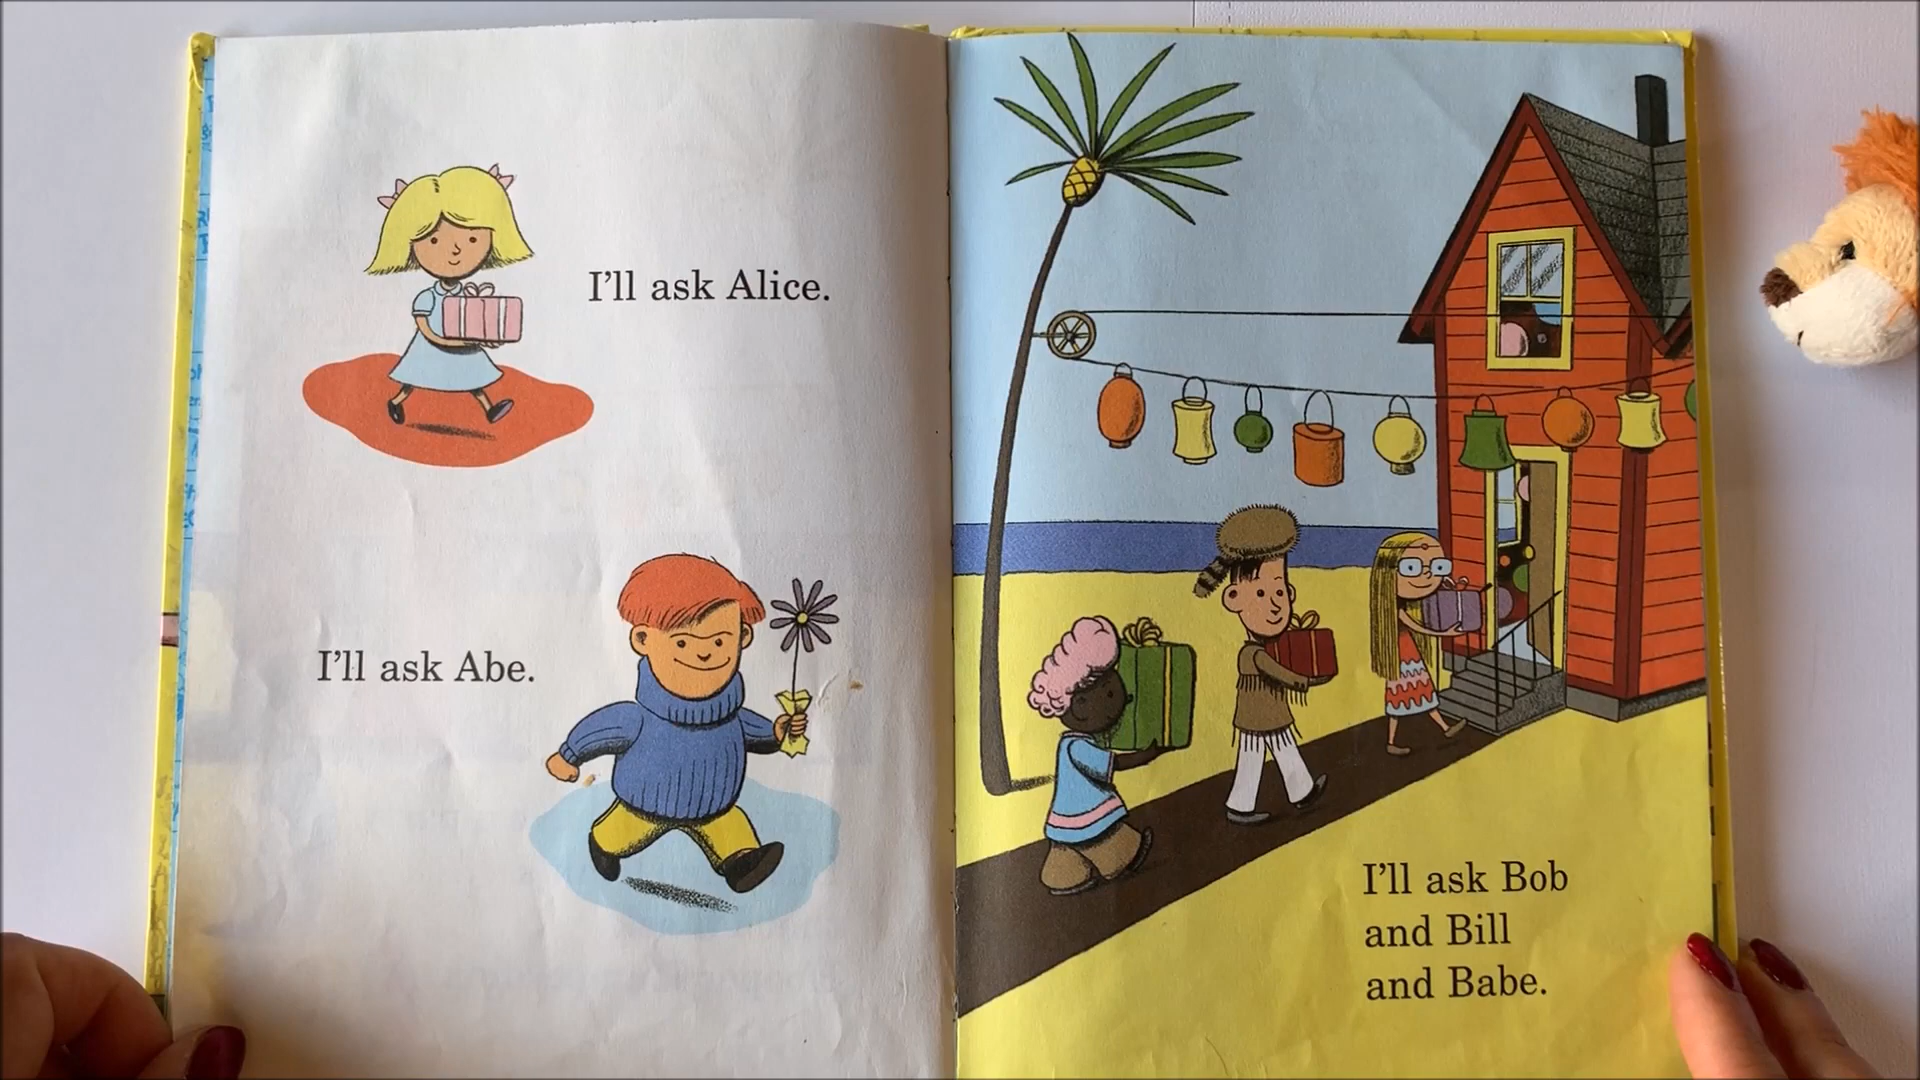 I'll ask Alice.
I'll ask Abe.
I'll ask Bob
and Bill
and Babe.